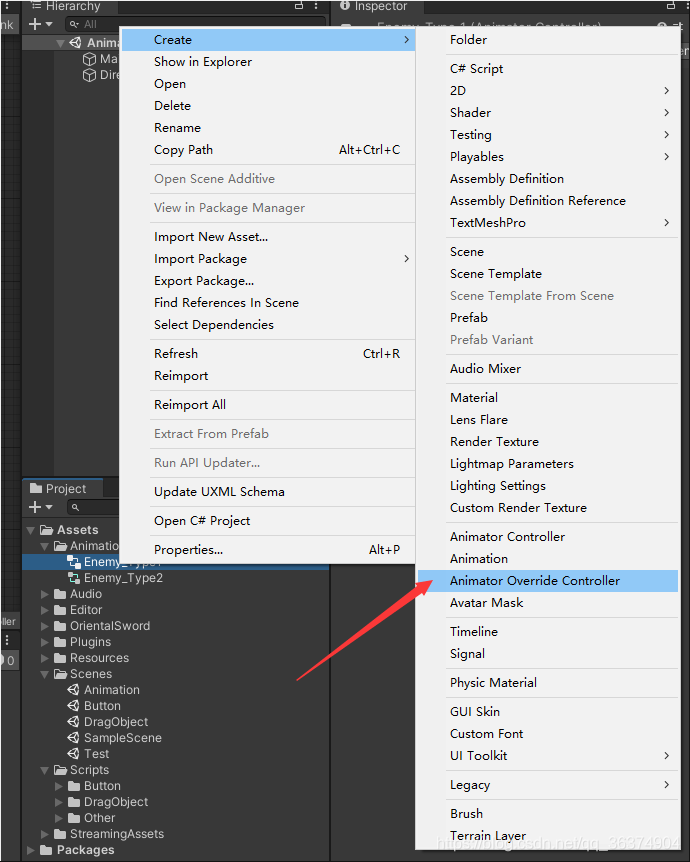 Hierarchy
Inspector
nk
All
Enemy_Type 1 (Animator Controller)
Anima
Ma
Dire
Create
Show in Explorer
Open
Delete
Rename
Copy Path Alt+Ctrl+C
Open Scene Additive
View in Package Manager
Import New Asset...
Import Package
Export Package...
Find References In Scene
Select Dependencies
Refresh Ctrl+R
Reimport
Reimport All
Extract From Prefab
Run API Updater...
Update UXML Schema
Open C# Project
Properties... Alt+P
Folder
C# Script
2D
Shader
Testing
Playables
Assembly Definition
Assembly Definition Reference
TextMeshPro
Scene
Scene Template
Scene Template From Scene
Prefab
Prefab Variant
Audio Mixer
Material
Lens Flare
Render Texture
Lightmap Parameters
Lighting Settings
Custom Render Texture
Animator Controller
Animation
Animator Override Controller
Avatar Mask
Timeline
Signal
Physic Material
GUI Skin
Custom Font
UI Toolkit
Legacy
Brush
Terrain Layer
Project
Assets
Animatio
Enemy_Type1
Enemy_Type2
Audio
Editor
OrientalSword
Plugins
Resources
Scenes
Animation
Button
DragObject
SampleScene
Test
Scripts
Button
DragObject
Other
StreamingAssets
Packages
ller
0
https://blog.csdn.net/qq_36374904